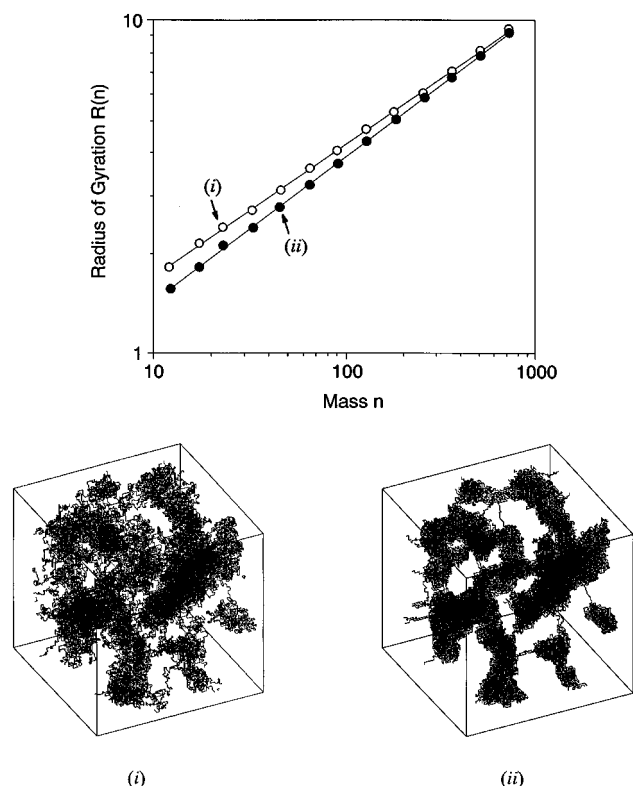 10
Radius of Gyration R(n)
(i)
(ii)
1
10
100
1000
Mass n
(i)
(ii)